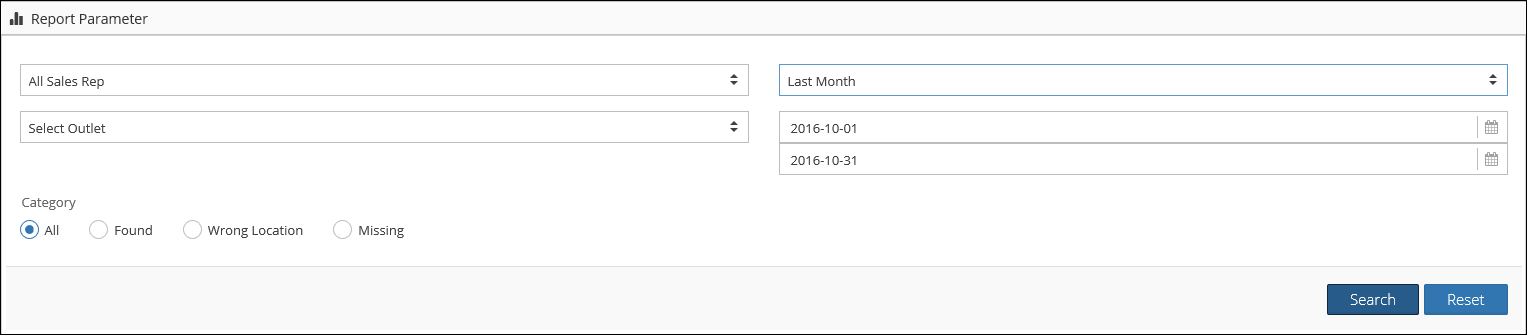 Report Parameter
All Sales Rep
Last Month
Select Outlet
2016-10-01
2016-10-31
Category
All Found Wrong Location Missing
Search Reset